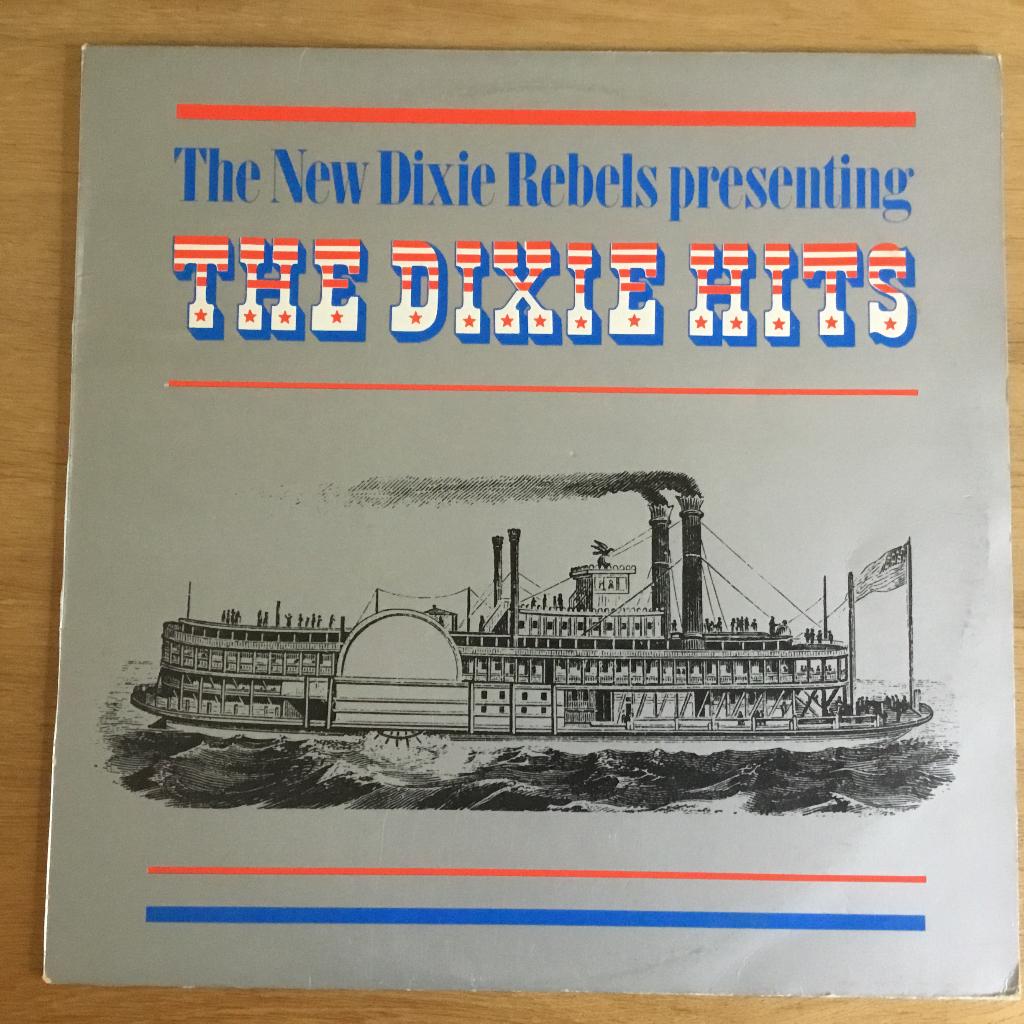 The New Dixie Rebels presenting
THE DIXIE HITS